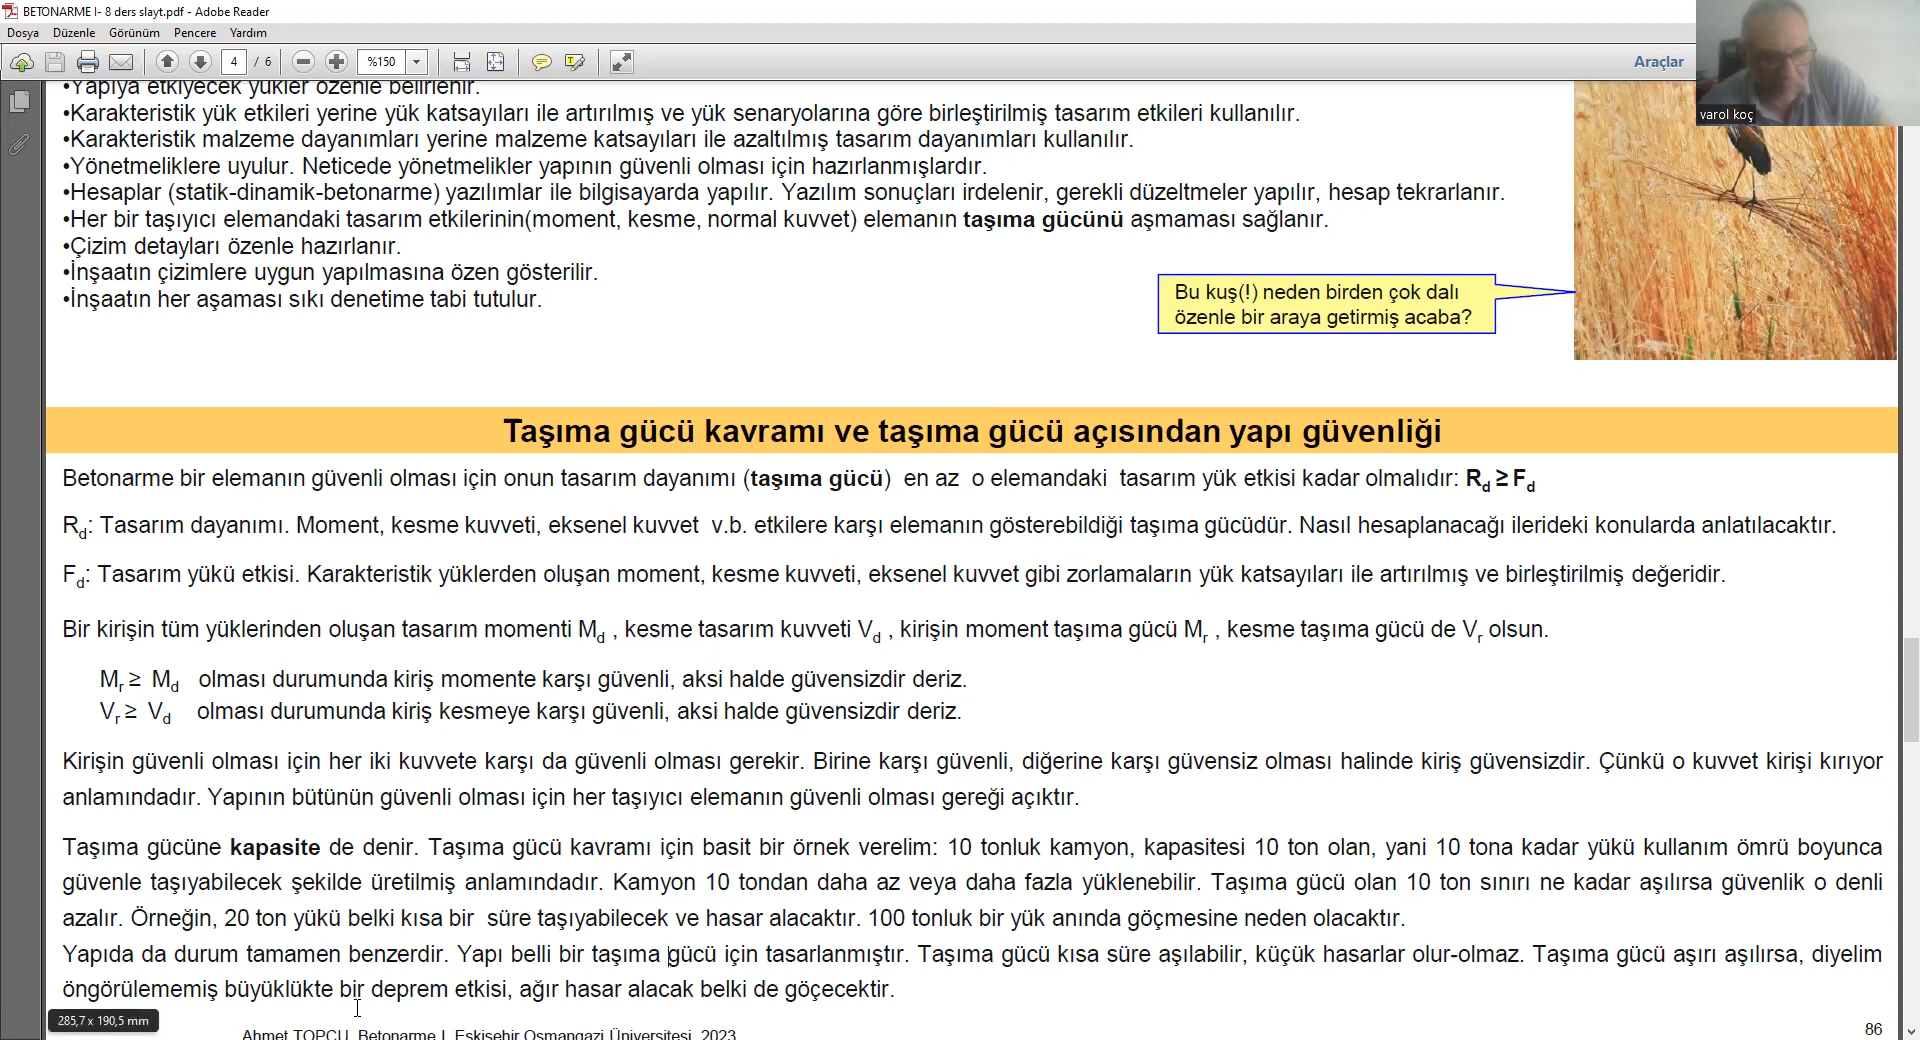 BETONARME I- 8 ders slayt.pdf - Adobe Reader
Dosya Düzenle Görünüm Pencere Yardım
4 / 6 %150 Araçlar
varol koç
•Yapıya etkiyecek yükler özenle belirlenir.
•Karakteristik yük etkileri yerine yük katsayıları ile artırılmış ve yük senaryolarına göre birleştirilmiş tasarım etkileri kullanılır.
•Karakteristik malzeme dayanımları yerine malzeme katsayıları ile azaltılmış tasarım dayanımları kullanılır.
•Yönetmeliklere uyulur. Neticede yönetmelikler yapının güvenli olması için hazırlanmışlardır.
•Hesaplar (statik-dinamik-betonarme) yazılımlar ile bilgisayarda yapılır. Yazılım sonuçları irdelenir, gerekli düzeltmeler yapılır, hesap tekrarlanır.
•Her bir taşıyıcı elemandaki tasarım etkilerinin(moment, kesme, normal kuvvet) elemanın taşıma gücünü aşmaması sağlanır.
•Çizim detayları özenle hazırlanır.
•İnşaatın çizimlere uygun yapılmasına özen gösterilir.
•İnşaatın her aşaması sıkı denetime tabi tutulur.
Bu kuş(!) neden birden çok dalı
özenle bir araya getirmiş acaba?
Taşıma gücü kavramı ve taşıma gücü açısından yapı güvenliği
Betonarme bir elemanın güvenli olması için onun tasarım dayanımı (taşıma gücü) en az o elemandaki tasarım yük etkisi kadar olmalıdır: Rd ≥ Fd
Rd: Tasarım dayanımı. Moment, kesme kuvveti, eksenel kuvvet v.b. etkilere karşı elemanın gösterebildiği taşıma gücüdür. Nasıl hesaplanacağı ilerideki konularda anlatılacaktır.
Fd: Tasarım yükü etkisi. Karakteristik yüklerden oluşan moment, kesme kuvveti, eksenel kuvvet gibi zorlamaların yük katsayıları ile artırılmış ve birleştirilmiş değeridir.
Bir kirişin tüm yüklerinden oluşan tasarım momenti Md , kesme tasarım kuvveti Vd , kirişin moment taşıma gücü Mr , kesme taşıma gücü de Vr olsun.
Mr ≥ Md olması durumunda kiriş momente karşı güvenli, aksi halde güvensizdir deriz.
Vr ≥ Vd olması durumunda kiriş kesmeye karşı güvenli, aksi halde güvensizdir deriz.
Kirişin güvenli olması için her iki kuvvete karşı da güvenli olması gerekir. Birine karşı güvenli, diğerine karşı güvensiz olması halinde kiriş güvensizdir. Çünkü o kuvvet kirişi kırıyor
anlamındadır. Yapının bütünün güvenli olması için her taşıyıcı elemanın güvenli olması gereği açıktır.
Taşıma gücüne kapasite de denir. Taşıma gücü kavramı için basit bir örnek verelim: 10 tonluk kamyon, kapasitesi 10 ton olan, yani 10 tona kadar yükü kullanım ömrü boyunca
güvenle taşıyabilecek şekilde üretilmiş anlamındadır. Kamyon 10 tondan daha az veya daha fazla yüklenebilir. Taşıma gücü olan 10 ton sınırı ne kadar aşılırsa güvenlik o denli
azalır. Örneğin, 20 ton yükü belki kısa bir süre taşıyabilecek ve hasar alacaktır. 100 tonluk bir yük anında göçmesine neden olacaktır.
Yapıda da durum tamamen benzerdir. Yapı belli bir taşıma gücü için tasarlanmıştır. Taşıma gücü kısa süre aşılabilir, küçük hasarlar olur-olmaz. Taşıma gücü aşırı aşılırsa, diyelim
öngörülememiş büyüklükte bir deprem etkisi, ağır hasar alacak belki de göçecektir.
285,7 x 190,5 mm
Ahmet TOPÇU, Betonarme I, Eskişehir Osmangazi Üniversitesi, 2023
86